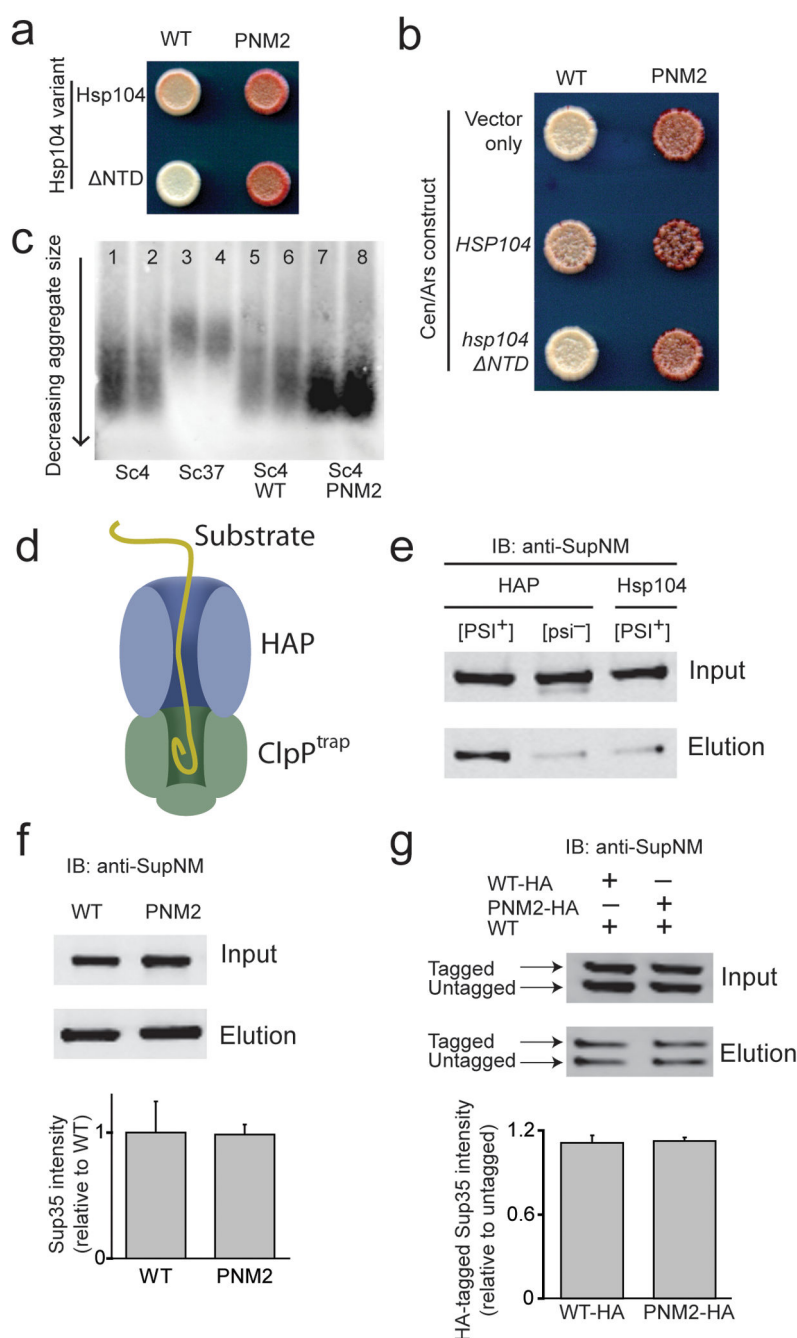 a
WT PNM2
Hsp104 variant
Hsp104
ΔNTD
b
WT PNM2
Cen/Ars construct
Vector
only
HSP104
hsp104
ΔNTD
c
Decreasing aggregate size
1 2 3 4 5 6 7 8
Sc4 Sc37 Sc4 Sc4
WT PNM2
d
Substrate
HAP
ClpPtrap
e
IB: anti-SupNM
HAP Hsp104
[PSI+] [psi–] [PSI+]
Input
Elution
f
IB: anti-SupNM
WT PNM2
Input
Elution
Sup35 intensity
(relative to WT)
1
0
WT PNM2
g
IB: anti-SupNM
WT-HA + –
PNM2-HA – +
WT + +
Tagged
Untagged
Input
Tagged
Untagged
Elution
HA-tagged Sup35 intensity
(relative to untagged)
1.2
0.6
0
WT-HA PNM2-HA